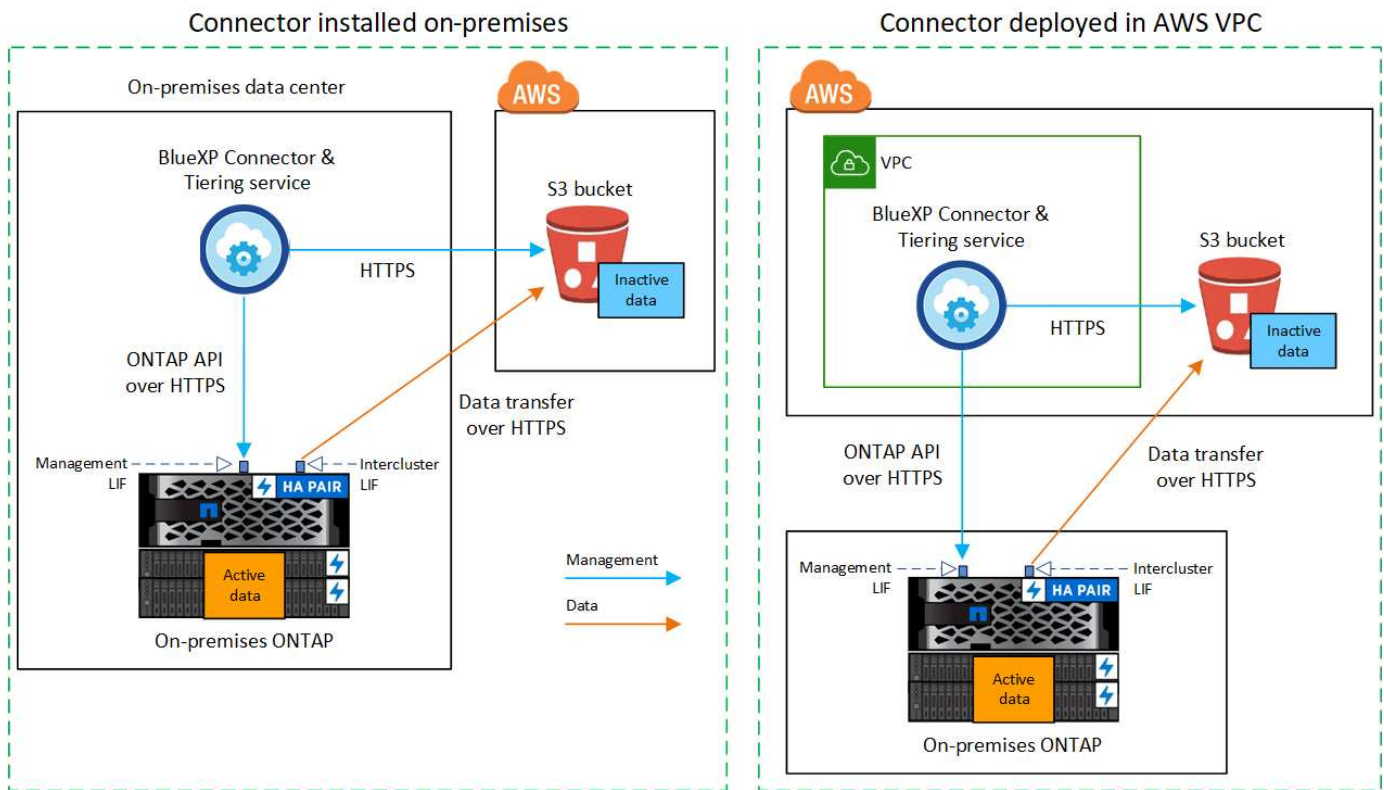 Connector installed on-premises
On-premises data center
AWS
BlueXP Connector &
Tiering service
S3 bucket
HTTPS
Inactive
data
ONTAP API
over HTTPS
Data transfer
over HTTPS
Management
LIF
Intercluster
LIF
HA PAIR
Active
data
On-premises ONTAP
Management
Data
Connector deployed in AWS VPC
AWS
VPC
BlueXP Connector &
Tiering service
S3 bucket
HTTPS
Inactive
data
ONTAP API
over HTTPS
Data transfer
over HTTPS
Management
LIF
Intercluster
LIF
HA PAIR
Active
data
On-premises ONTAP